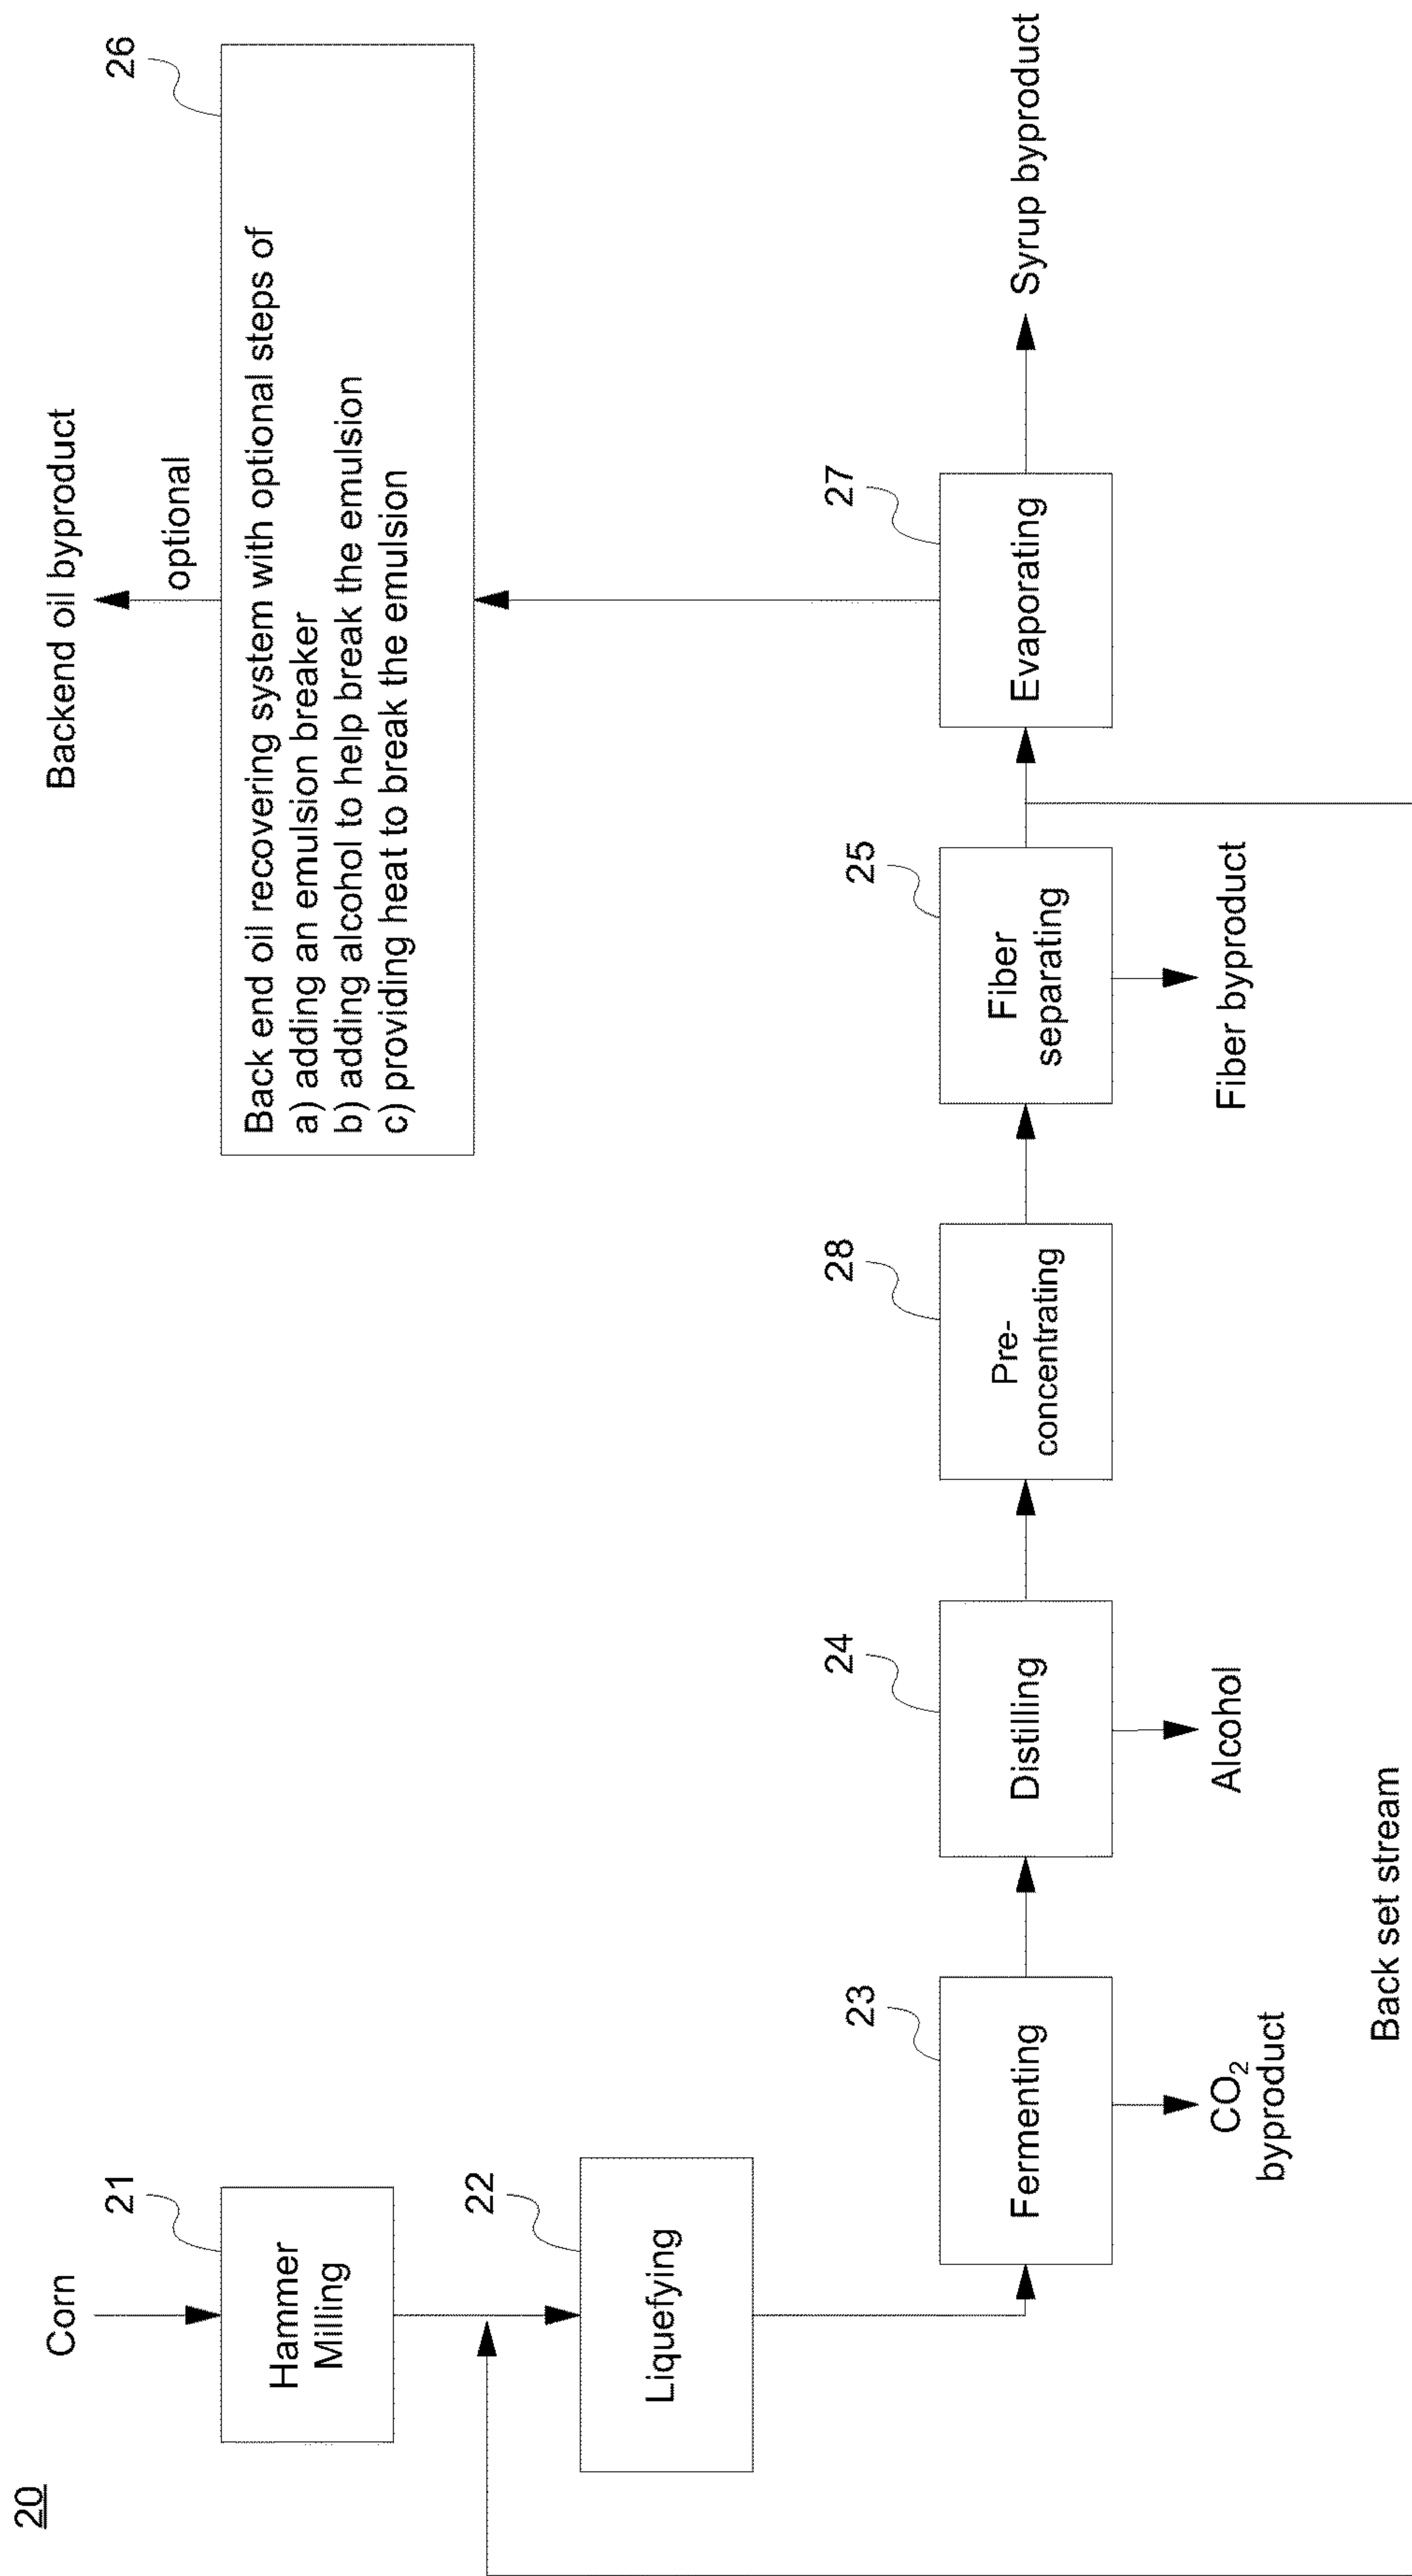 20
Corn
21
Hammer
Milling
22
Liquefying
23
Fermenting
CO₂
byproduct
24
Distilling
Alcohol
28
Pre-
concentrating
25
Fiber
separating
Fiber byproduct
27
Evaporating
Syrup byproduct
Backend oil byproduct
optional
26
Back end oil recovering system with optional steps of
a) adding an emulsion breaker
b) adding alcohol to help break the emulsion
c) providing heat to break the emulsion
Back set stream